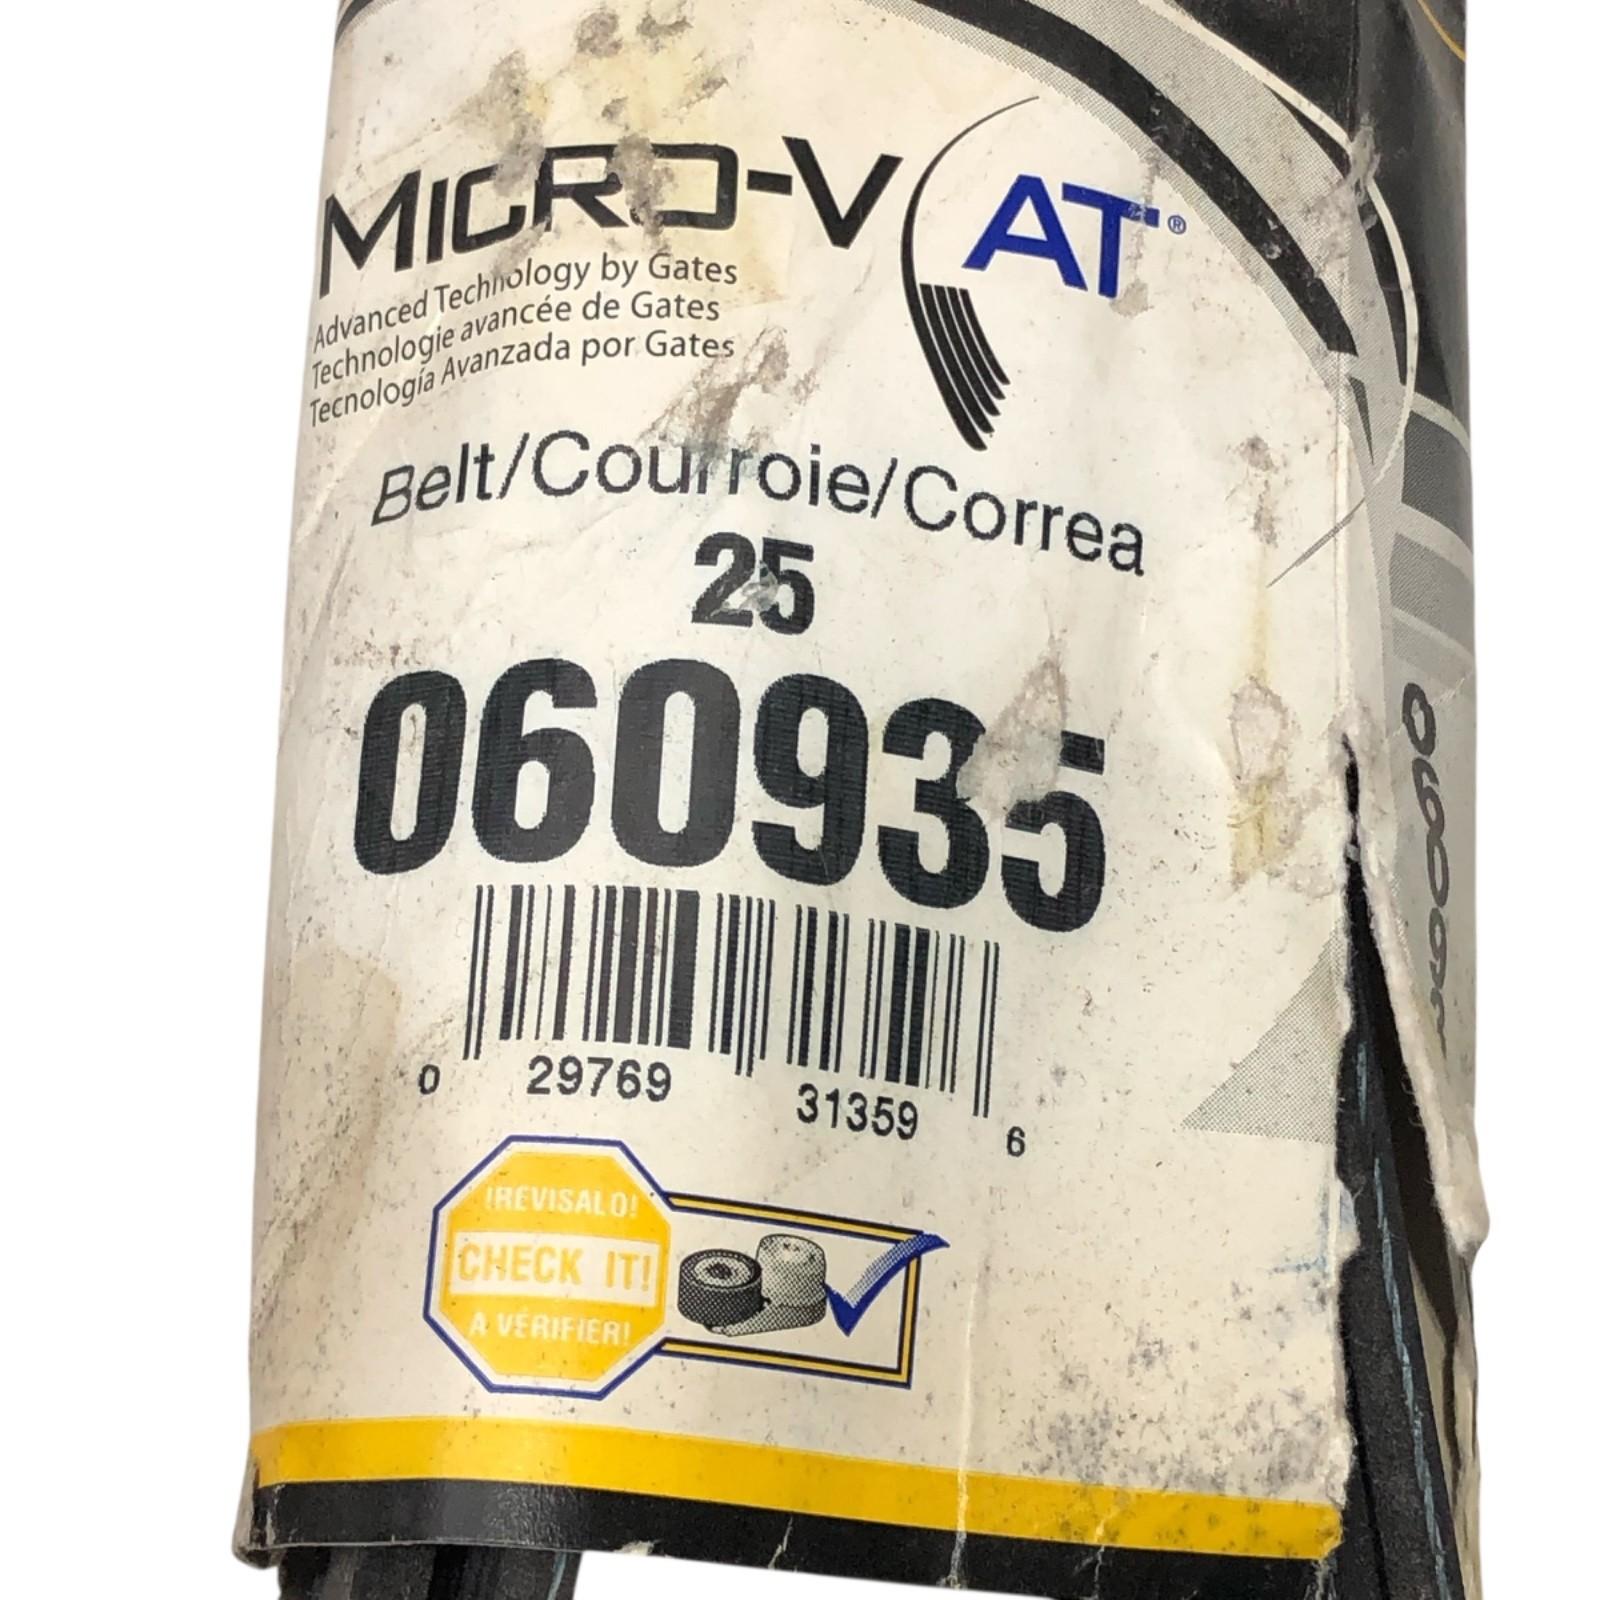 MICRO-V AT®
Advanced Technology by Gates
Technologie avancée de Gates
Tecnología Avanzada por Gates
Belt/Courroie/Correa
25
060935
0 29769 31359 6
¡REVISALO!
CHECK IT!
A VÉRIFIER!